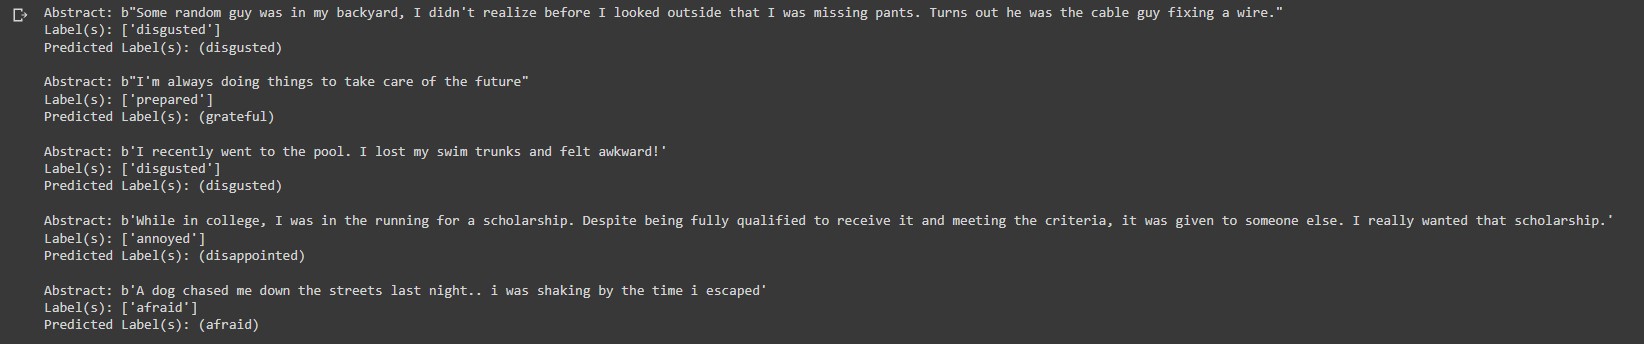 Abstract: b"Some random guy was in my backyard, I didn't realize before I looked outside that I was missing pants. Turns out he was the cable guy fixing a wire."
Label(s): ['disgusted']
Predicted Label(s): (disgusted)
Abstract: b"I'm always doing things to take care of the future"
Label(s): ['prepared']
Predicted Label(s): (grateful)
Abstract: b'I recently went to the pool. I lost my swim trunks and felt awkward!'
Label(s): ['disgusted']
Predicted Label(s): (disgusted)
Abstract: b'While in college, I was in the running for a scholarship. Despite being fully qualified to receive it and meeting the criteria, it was given to someone else. I really wanted that scholarship.'
Label(s): ['annoyed']
Predicted Label(s): (disappointed)
Abstract: b'A dog chased me down the streets last night.. i was shaking by the time i escaped'
Label(s): ['afraid']
Predicted Label(s): (afraid)